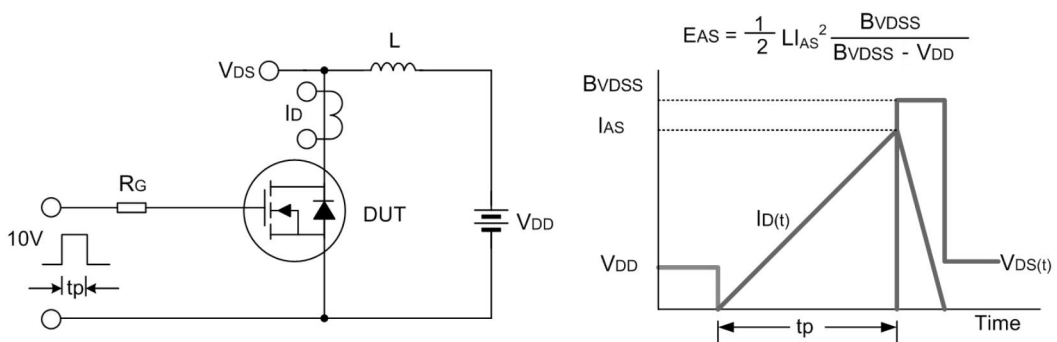 L
VDS
ID
RG
10V
tp
DUT
VDD
EAS = 1/2 LIAS² BVDSS / BVDSS - VDD
BVDSS
IAS
ID(t)
VDD
VDS(t)
tp
Time